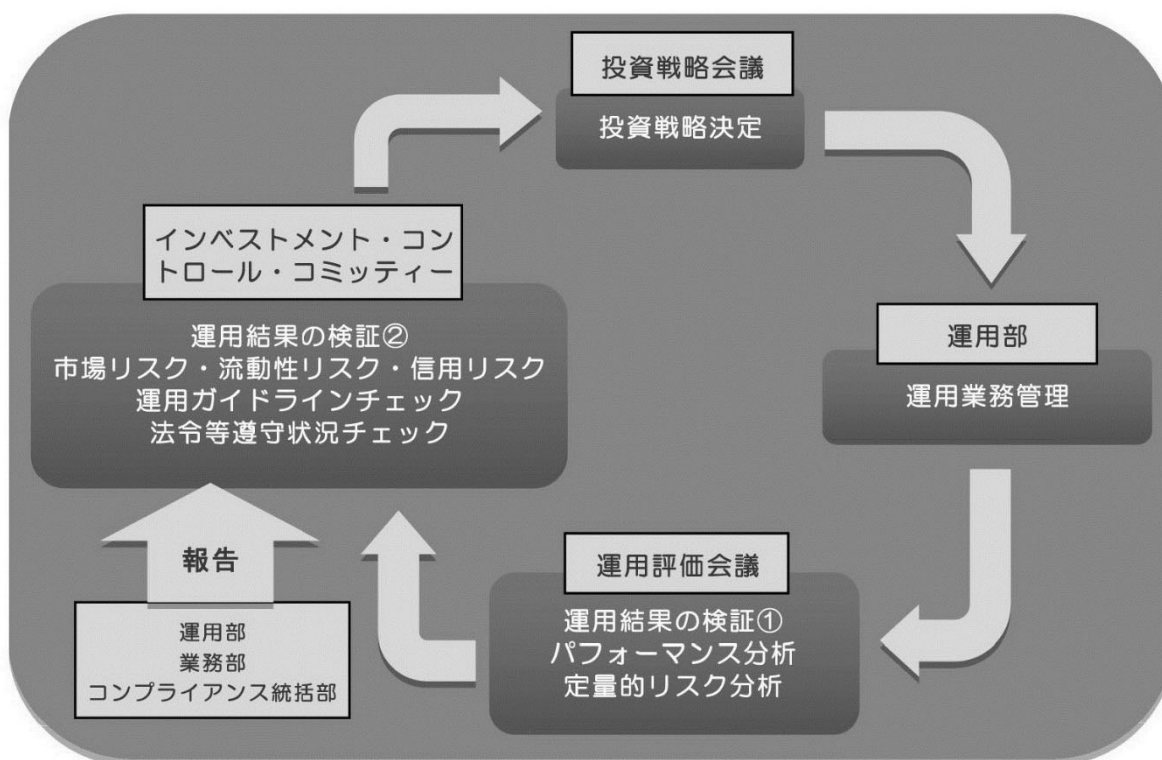 投資戦略会議
投資戦略決定
運用部
運用業務管理
運用評価会議
運用結果の検証①
パフォーマンス分析
定量的リスク分析
インベストメント・コン
トロール・コミッティー
運用結果の検証②
市場リスク・流動性リスク・信用リスク
運用ガイドラインチェック
法令等遵守状況チェック
報告
運用部
業務部
コンプライアンス統括部